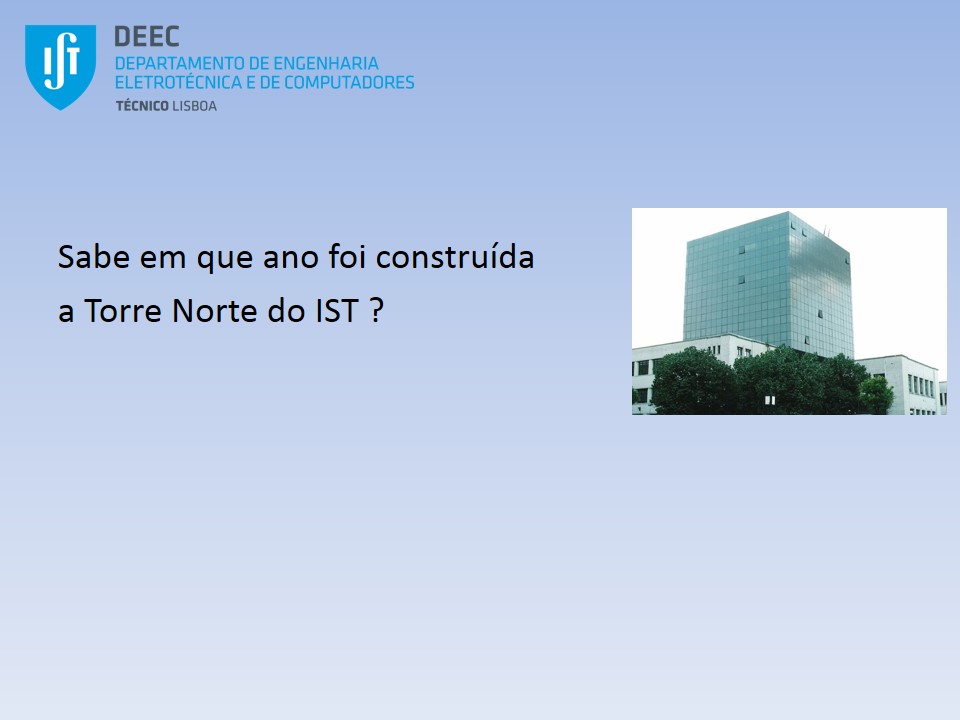 IST
DEEC
DEPARTAMENTO DE ENGENHARIA
ELETROTÉCNICA E DE COMPUTADORES
TÉCNICO LISBOA
Sabe em que ano foi construída
a Torre Norte do IST ?